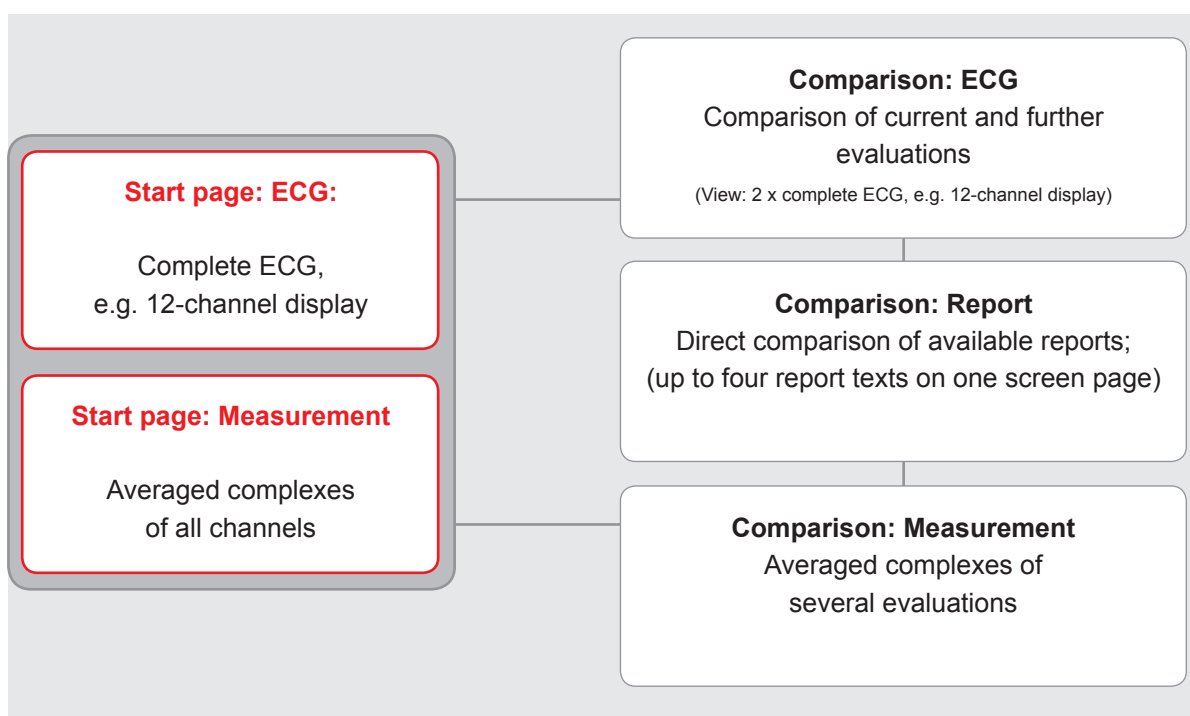 Start page: ECG:
Complete ECG,
e.g. 12-channel display
Start page: Measurement
Averaged complexes
of all channels
Comparison: ECG
Comparison of current and further
evaluations
(View: 2 x complete ECG, e.g. 12-channel display)
Comparison: Report
Direct comparison of available reports;
(up to four report texts on one screen page)
Comparison: Measurement
Averaged complexes of
several evaluations